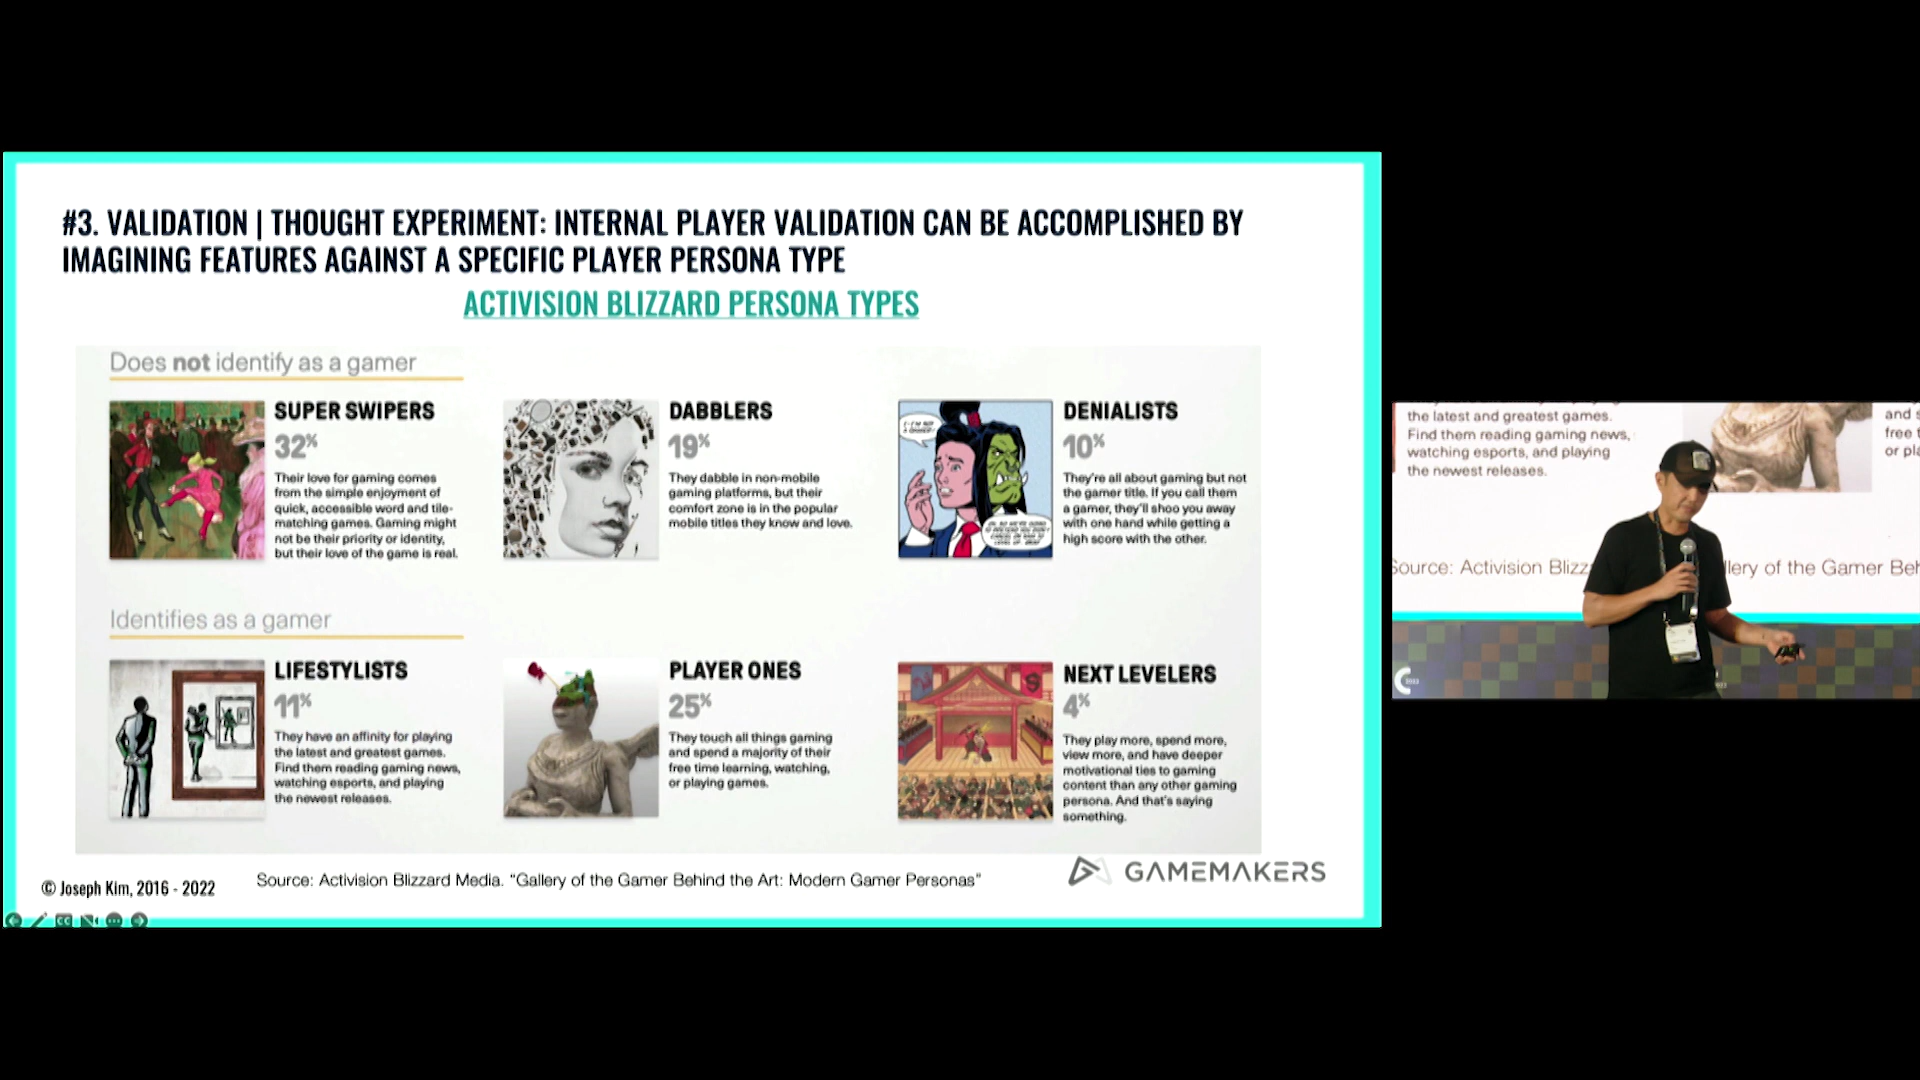 #3. VALIDATION | THOUGHT EXPERIMENT: INTERNAL PLAYER VALIDATION CAN BE ACCOMPLISHED BY
IMAGINING FEATURES AGAINST A SPECIFIC PLAYER PERSONA TYPE
ACTIVISION BLIZZARD PERSONA TYPES
Does not identify as a gamer
SUPER SWIPERS
32%
Their love for gaming comes
from the simple enjoyment of
quick, accessible word and tile-
matching games. Gaming might
not be their priority or identity,
but their love of the game is real.
DABBLERS
19%
They dabble in non-mobile
gaming platforms, but their
comfort zone is in the popular
mobile titles they know and love.
DENIALISTS
10%
They're all about gaming but not
the gamer title. If you call them
a gamer, they'll shoo you away
with one hand while getting a
high score with the other.
Identifies as a gamer
LIFESTYLISTS
11%
They have an affinity for playing
the latest and greatest games.
Find them reading gaming news,
watching esports, and playing
the newest releases.
PLAYER ONES
25%
They touch all things gaming
and spend a majority of their
free time learning, watching,
or playing games.
NEXT LEVELERS
4%
They play more, spend more,
view more, and have deeper
motivational ties to gaming
content than any other gaming
persona. And that's saying
something.
© Joseph Kim, 2016 - 2022
Source: Activision Blizzard Media. "Gallery of the Gamer Behind the Art: Modern Gamer Personas"
GAMEMAKERS
CC
the latest and greatest games.
Find them reading gaming news,
watching esports, and playing
the newest releases.
and
free
or
Source: Activision
of the Gamer